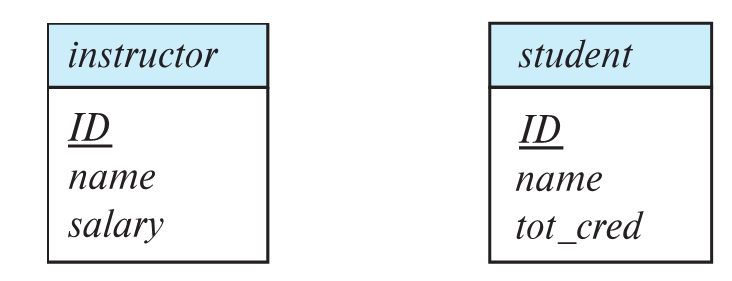 instructor
ID
name
salary
student
ID
name
tot_cred